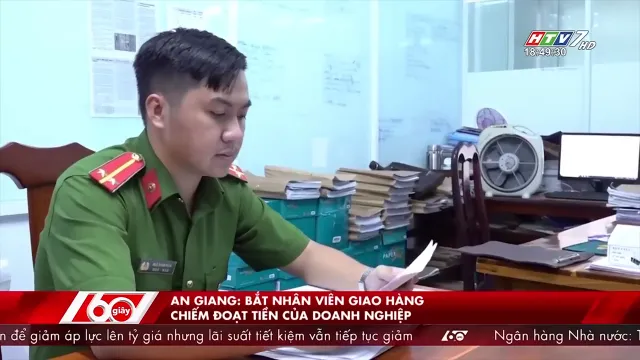 HTV7 HD
18:49:30
60 giây
AN GIANG: BẮT NHÂN VIÊN GIAO HÀNG
CHIẾM ĐOẠT TIỀN CỦA DOANH NGHIỆP
n để giảm áp lực lên tỷ giá nhưng lãi suất tiết kiệm vẫn tiếp tục giảm 60 Ngân hàng Nhà nước: T